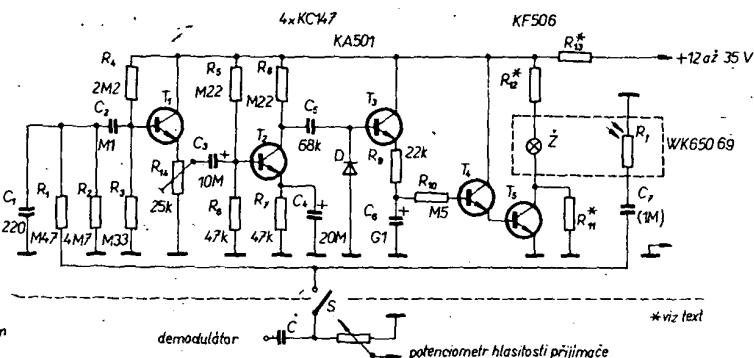 4xKC147
KA501
KF506
R₄
2M2
R₅
M22
R₆
M22
R₁₃*
+12 až 35 V
R₁₂*
C₂
M1
T₁
C₅
68k
T₃
R₉
22k
Ž
R_f
WK650 69
C₃
+
10M
T₂
D
T₄
R₁₀
M5
T₅
C₁
220
R₁
M47
R₂
4M7
R₃
M33
R₁₄
25k
R₈
47k
R₇
47k
C₄
+
20M
C₆
+
G1
R₁₁*
C₇
(1M)
S
* viz text
demodulátor
C
potenciometr hlasitosti přijímače